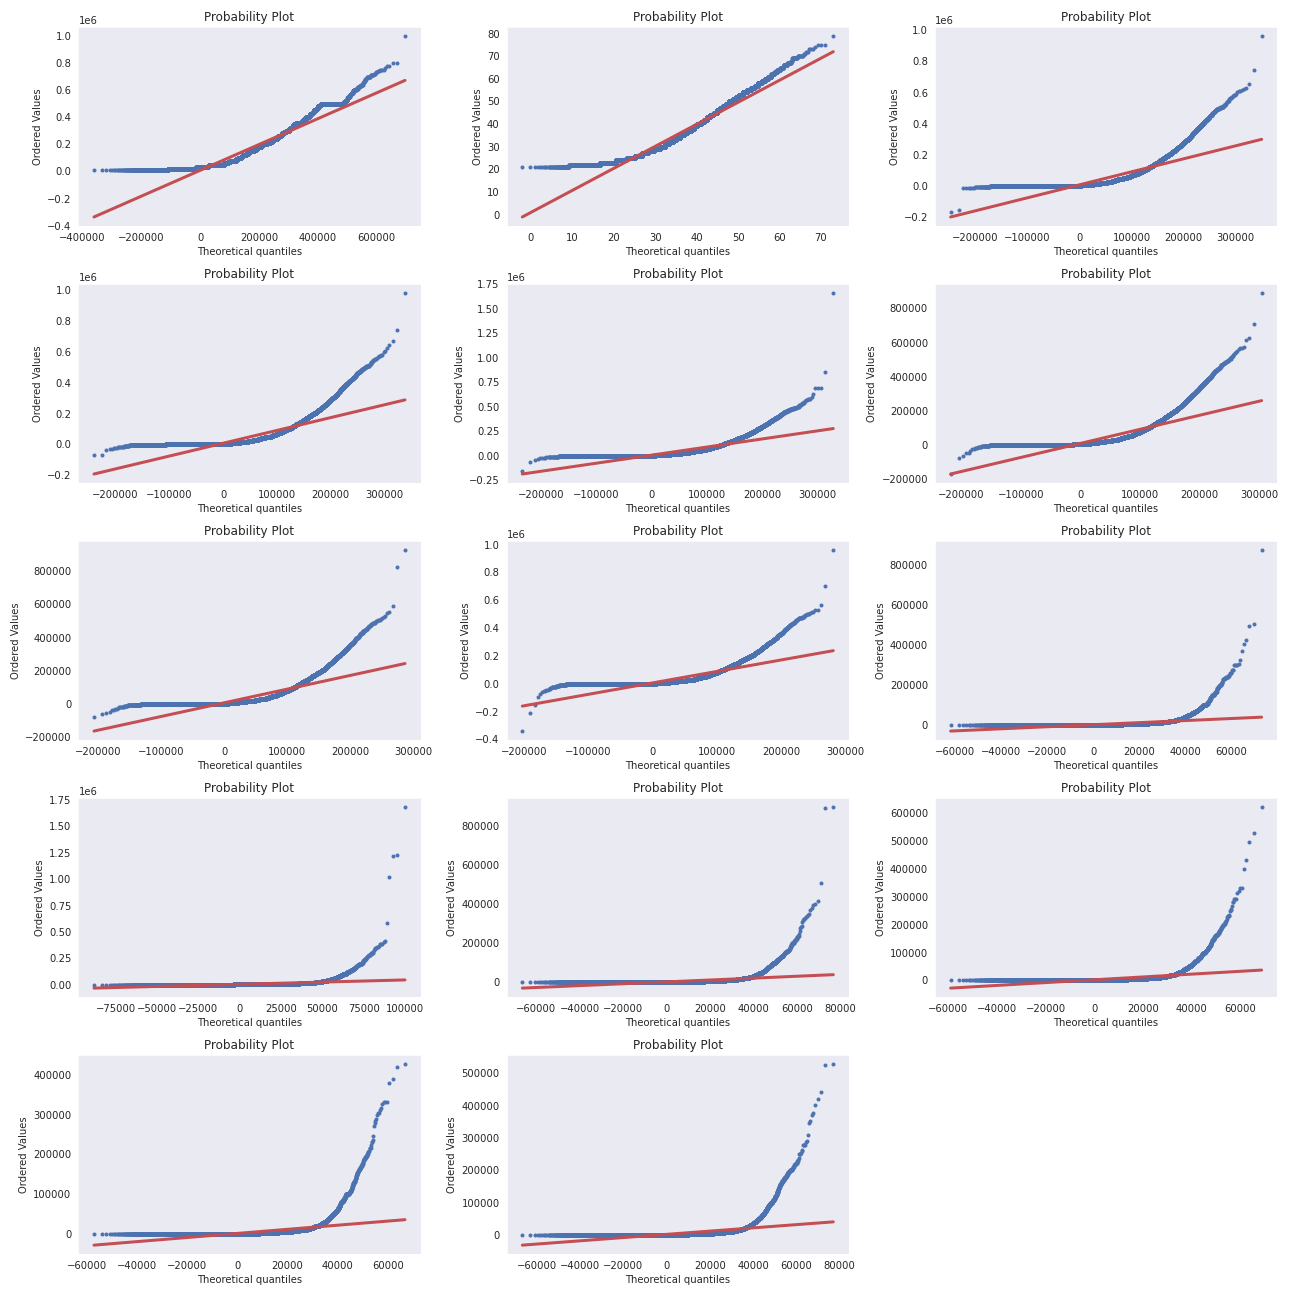 Probability Plot
1e6
1.0
0.8
0.6
0.4
0.2
0.0
−0.2
−0.4
Ordered Values
−400000 −200000 0 200000 400000 600000
Theoretical quantiles
Probability Plot
80
70
60
50
40
30
20
10
0
Ordered Values
0 10 20 30 40 50 60 70
Theoretical quantiles
Probability Plot
1e6
1.0
0.8
0.6
0.4
0.2
0.0
−0.2
Ordered Values
−200000 −100000 0 100000 200000 300000
Theoretical quantiles
Probability Plot
1e6
1.0
0.8
0.6
0.4
0.2
0.0
−0.2
Ordered Values
−200000 −100000 0 100000 200000 300000
Theoretical quantiles
Probability Plot
1e6
1.75
1.50
1.25
1.00
0.75
0.50
0.25
0.00
−0.25
Ordered Values
−200000 −100000 0 100000 200000 300000
Theoretical quantiles
Probability Plot
800000
600000
400000
200000
0
−200000
Ordered Values
−200000 −100000 0 100000 200000 300000
Theoretical quantiles
Probability Plot
800000
600000
400000
200000
0
−200000
Ordered Values
−200000 −100000 0 100000 200000 300000
Theoretical quantiles
Probability Plot
1e6
1.0
0.8
0.6
0.4
0.2
0.0
−0.2
−0.4
Ordered Values
−200000 −100000 0 100000 200000 300000
Theoretical quantiles
Probability Plot
800000
600000
400000
200000
0
Ordered Values
−60000 −40000 −20000 0 20000 40000 60000
Theoretical quantiles
Probability Plot
1e6
1.75
1.50
1.25
1.00
0.75
0.50
0.25
0.00
Ordered Values
−75000 −50000 −25000 0 25000 50000 75000 100000
Theoretical quantiles
Probability Plot
800000
600000
400000
200000
0
Ordered Values
−60000 −40000 −20000 0 20000 40000 60000 80000
Theoretical quantiles
Probability Plot
600000
500000
400000
300000
200000
100000
0
Ordered Values
−60000 −40000 −20000 0 20000 40000 60000
Theoretical quantiles
Probability Plot
400000
300000
200000
100000
0
Ordered Values
−60000 −40000 −20000 0 20000 40000 60000
Theoretical quantiles
Probability Plot
500000
400000
300000
200000
100000
0
Ordered Values
−60000 −40000 −20000 0 20000 40000 60000 80000
Theoretical quantiles